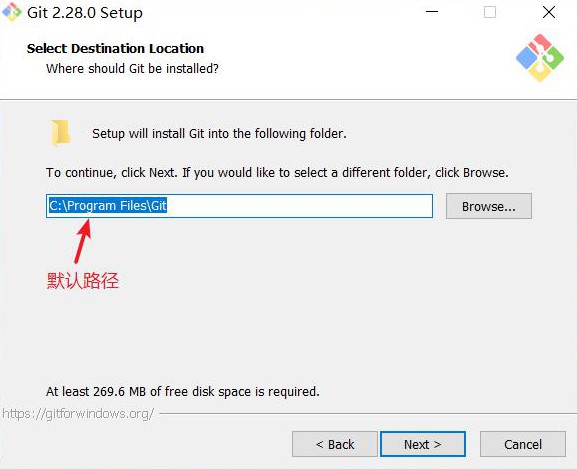 Git 2.28.0 Setup
Select Destination Location
Where should Git be installed?
Setup will install Git into the following folder.
To continue, click Next. If you would like to select a different folder, click Browse.
C:\Program Files\Git
Browse...
默认路径
At least 269.6 MB of free disk space is required.
https://gitforwindows.org/
< Back
Next >
Cancel